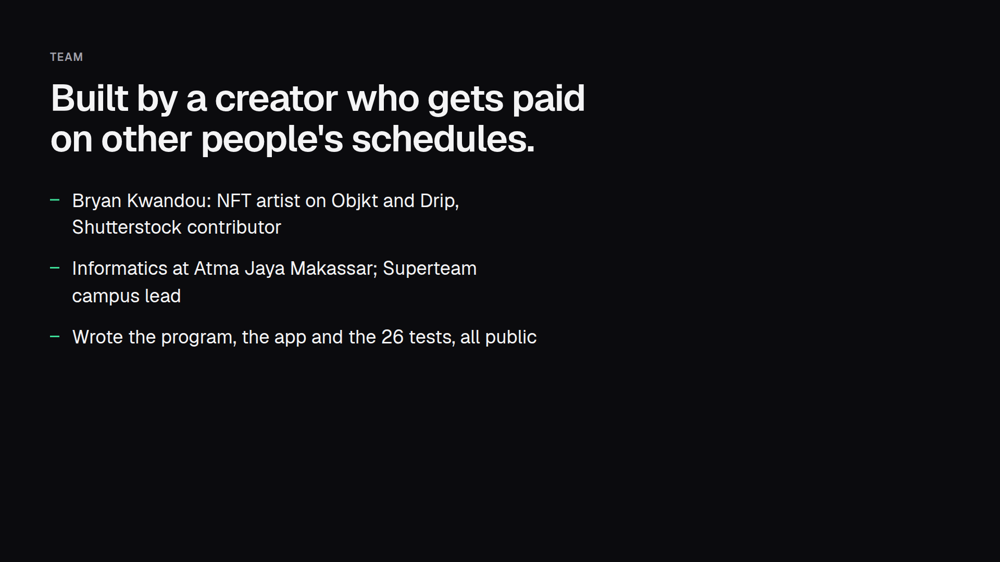 TEAM
Built by a creator who gets paid
on other people's schedules.
– Bryan Kwandou: NFT artist on Objkt and Drip,
Shutterstock contributor
– Informatics at Atma Jaya Makassar; Superteam
campus lead
– Wrote the program, the app and the 26 tests, all public